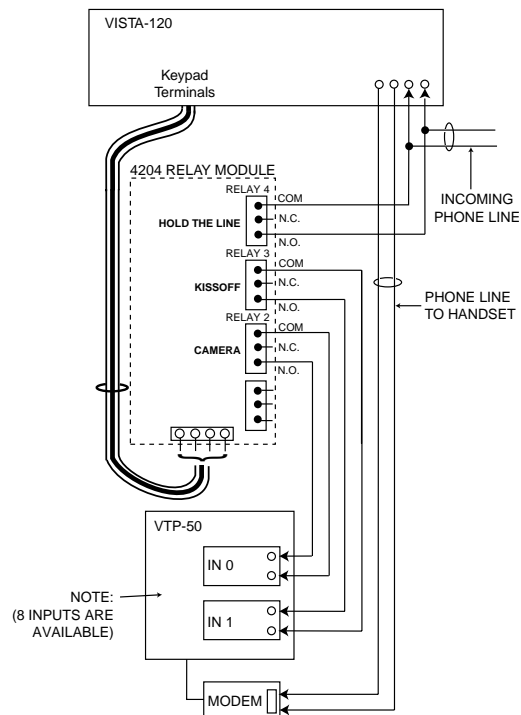 VISTA-120
Keypad
Terminals
4204 RELAY MODULE
RELAY 4
COM
HOLD THE LINE
N.C.
N.O.
INCOMING
PHONE LINE
RELAY 3
COM
KISSOFF
N.C.
N.O.
PHONE LINE
TO HANDSET
RELAY 2
COM
CAMERA
N.C.
N.O.
VTP-50
IN 0
NOTE:
(8 INPUTS ARE
AVAILABLE)
IN 1
MODEM